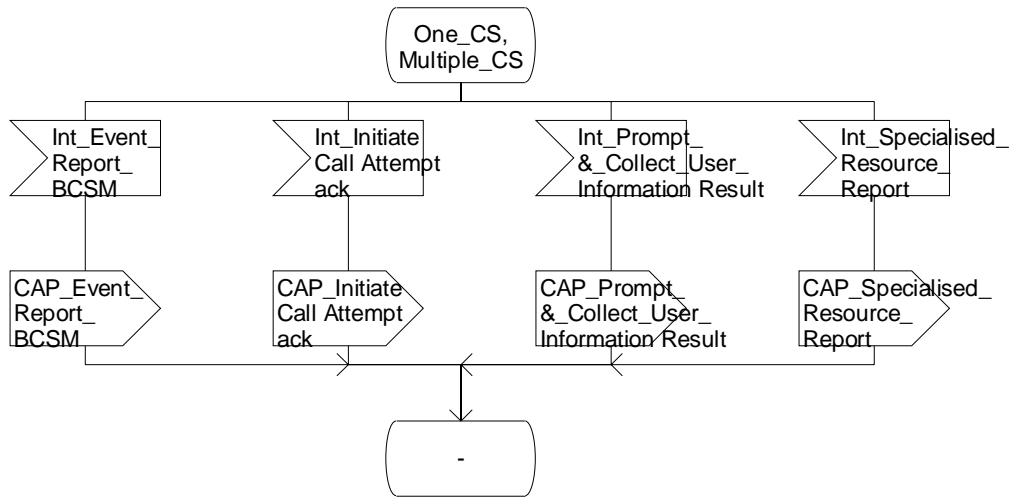 One_CS,
Multiple_CS
Int_Event_
Report_
BCSM
Int_Initiate
Call Attempt
ack
Int_Prompt_
&_Collect_User_
Information Result
Int_Specialised_
Resource_
Report
CAP_Event_
Report_
BCSM
CAP_Initiate
Call Attempt
ack
CAP_Prompt_
&_Collect_User_
Information Result
CAP_Specialised_
Resource_
Report
-